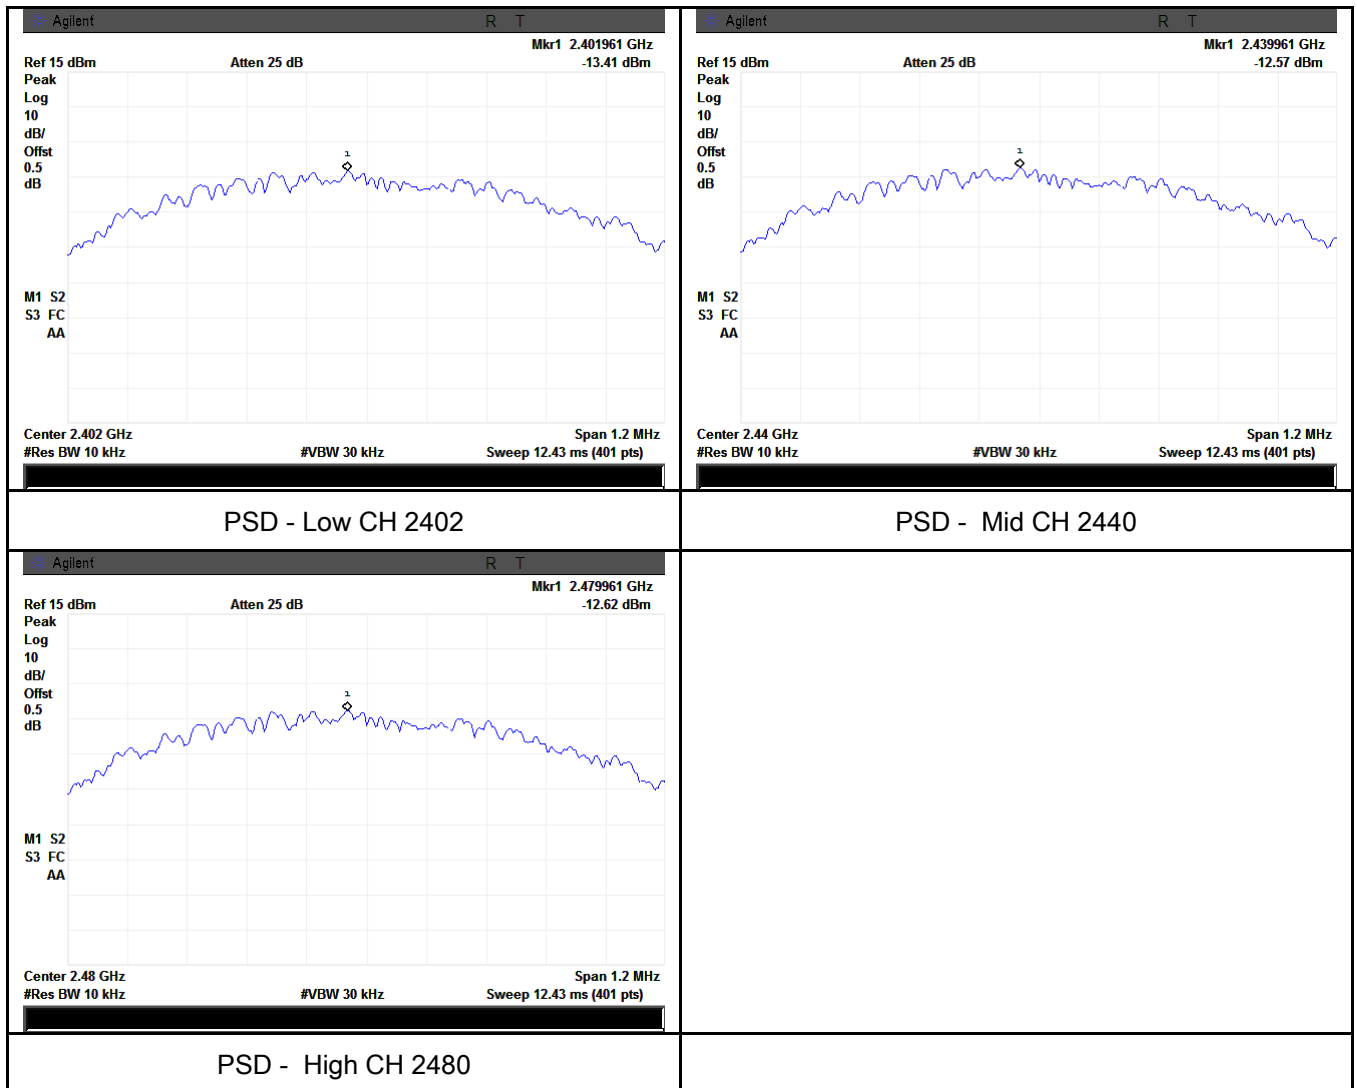 Agilent R T
Mkr1 2.401961 GHz
Ref 15 dBm Atten 25 dB -13.41 dBm
Peak
Log
10
dB/
Offst
0.5
dB
1
M1 S2
S3 FC
AA
Center 2.402 GHz Span 1.2 MHz
#Res BW 10 kHz #VBW 30 kHz Sweep 12.43 ms (401 pts)
PSD - Low CH 2402
Agilent R T
Mkr1 2.439961 GHz
Ref 15 dBm Atten 25 dB -12.57 dBm
Peak
Log
10
dB/
Offst
0.5
dB
1
M1 S2
S3 FC
AA
Center 2.44 GHz Span 1.2 MHz
#Res BW 10 kHz #VBW 30 kHz Sweep 12.43 ms (401 pts)
PSD - Mid CH 2440
Agilent R T
Mkr1 2.479961 GHz
Ref 15 dBm Atten 25 dB -12.62 dBm
Peak
Log
10
dB/
Offst
0.5
dB
1
M1 S2
S3 FC
AA
Center 2.48 GHz Span 1.2 MHz
#Res BW 10 kHz #VBW 30 kHz Sweep 12.43 ms (401 pts)
PSD - High CH 2480